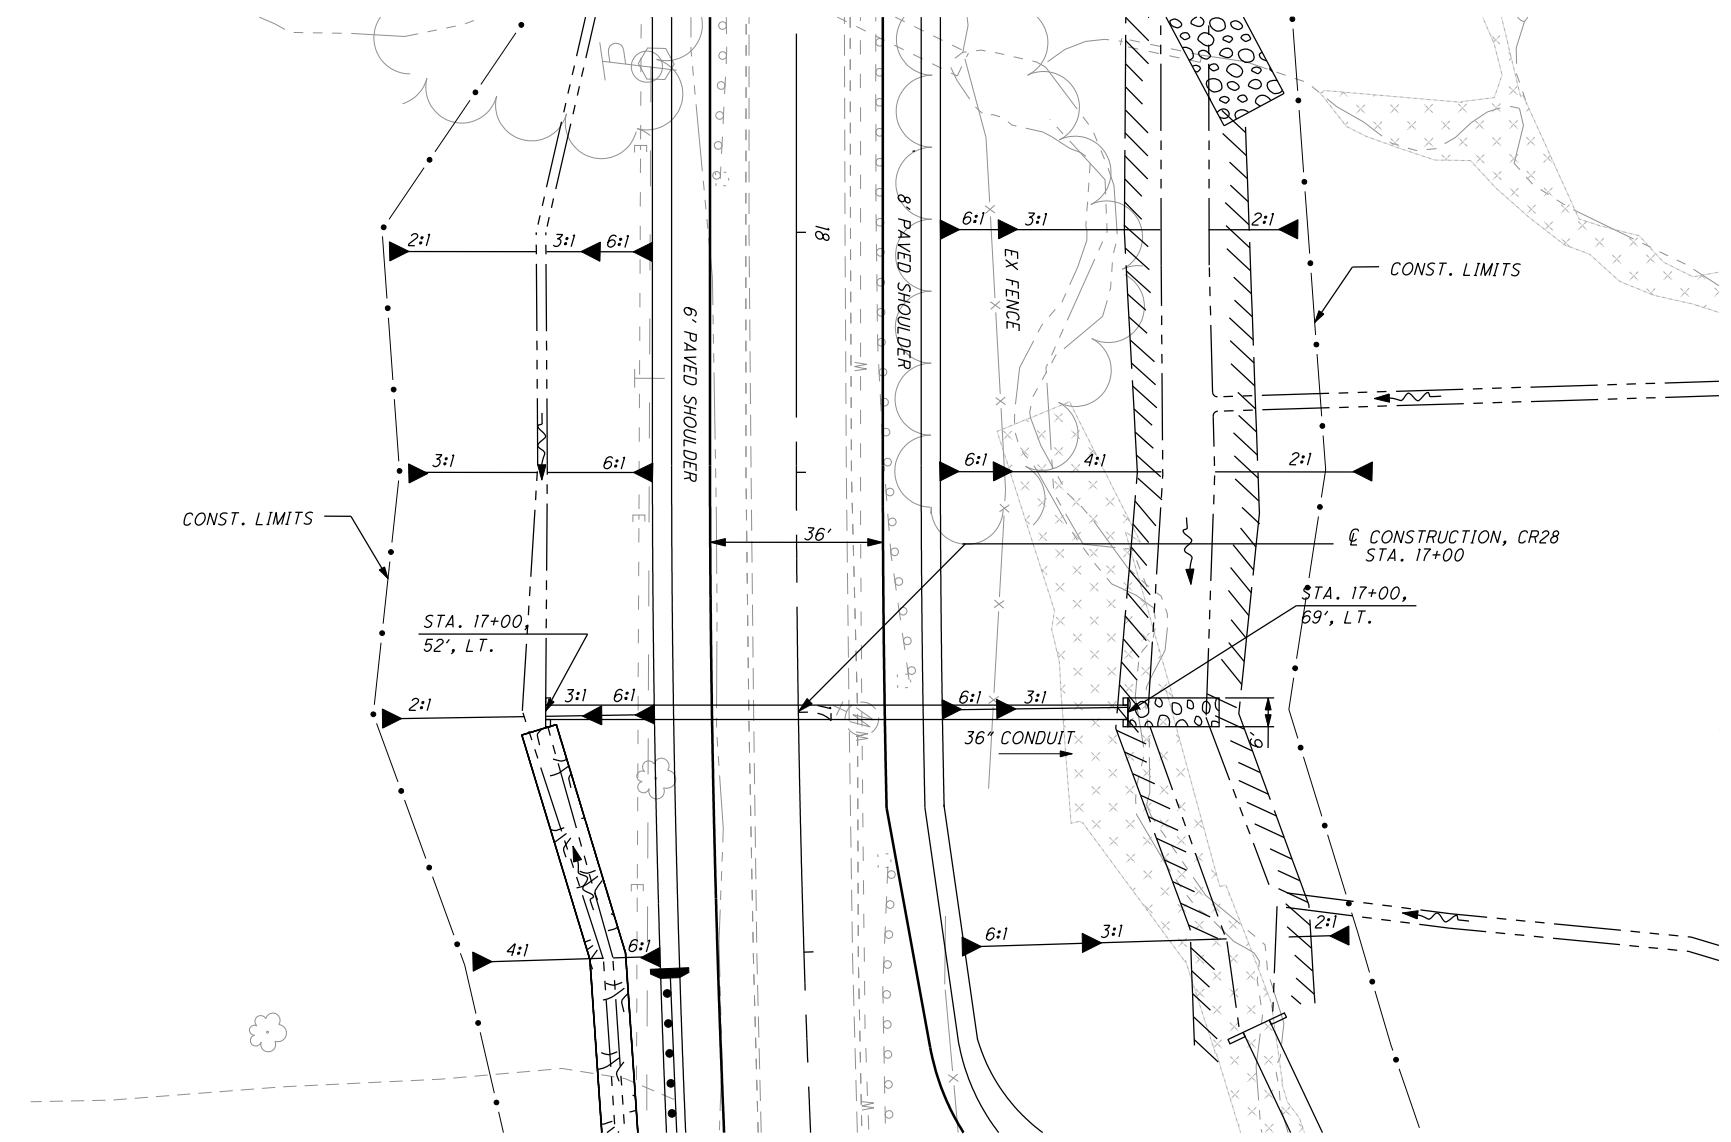 2:1
3:1
6:1
6:1
3:1
2:1
18
8' PAVED SHOULDER
EX FENCE
CONST. LIMITS
6' PAVED SHOULDER
M
3:1
6:1
6:1
4:1
2:1
CONST. LIMITS
E
E
36'
℄ CONSTRUCTION, CR28
STA. 17+00
STA. 17+00,
52', LT.
STA. 17+00,
69', LT.
2:1
3:1
6:1
17
6:1
3:1
36" CONDUIT
6'
M
E
4:1
6:1
6:1
3:1
2:1
M